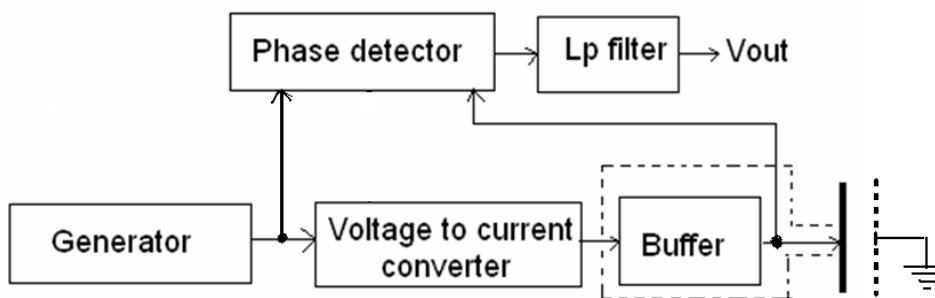 Phase detector
Lp filter
Vout
Generator
Voltage to current
converter
Buffer